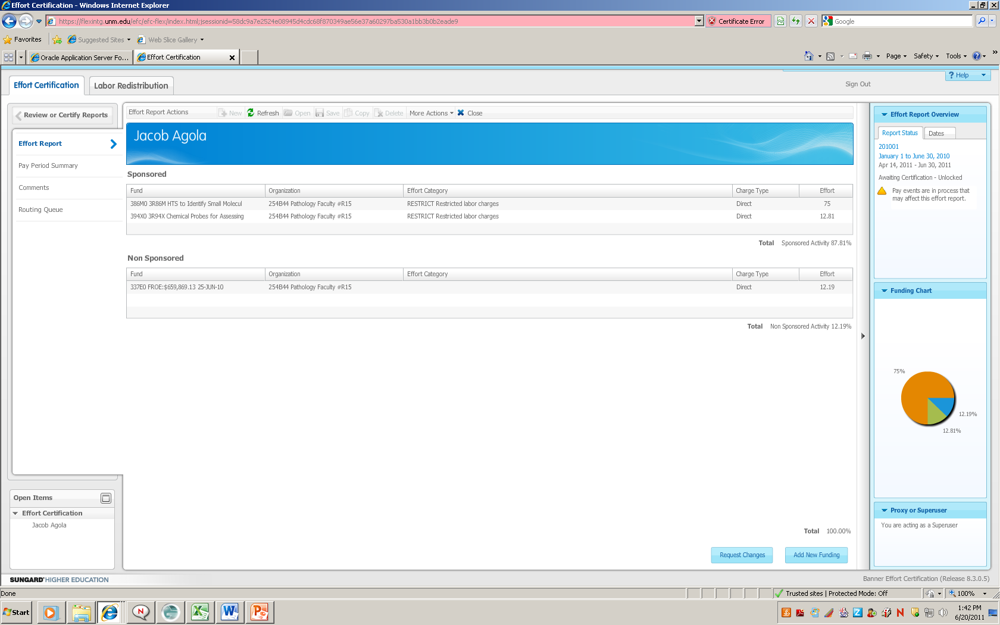 Effort Certification - Windows Internet Explorer
https://flexintg.unm.edu/efc/efc-flex/index.html;jsessionid=58dc9a7e2524e08945d4cdc68f870349ae56e37a60297ba530a1bb3b0b2eade9
Certificate Error
Google
Favorites
Suggested Sites
Web Slice Gallery
Oracle Application Server Fo...
Effort Certification
Page
Safety
Tools
Effort Certification
Labor Redistribution
Sign Out
? Help
Review or Certify Reports
Effort Report
Pay Period Summary
Comments
Routing Queue
Effort Report Actions
New
Refresh
Open
Save
Copy
Delete
More Actions
Close
Jacob Agola
Sponsored
Fund Organization Effort Category Charge Type Effort
386M0 3R86M HTS to Identify Small Molecul 254B44 Pathology Faculty #R15 RESTRICT Restricted labor charges Direct 75
394X0 3R94X Chemical Probes for Assessing 254B44 Pathology Faculty #R15 RESTRICT Restricted labor charges Direct 12.81
Total Sponsored Activity 87.81%
Non Sponsored
Fund Organization Effort Category Charge Type Effort
337E0 FROE:$659,869.13 25-JUN-10 254B44 Pathology Faculty #R15 Direct 12.19
Total Non Sponsored Activity 12.19%
Total 100.00%
Request Changes
Add New Funding
Effort Report Overview
Report Status
Dates
201001
January 1 to June 30, 2010
Apr 14, 2011 - Jun 30, 2011
Awaiting Certification - Unlocked
Pay events are in process that
may affect this effort report.
Funding Chart
75%
12.19%
12.81%
Proxy or Superuser
You are acting as a Superuser
Open Items
Effort Certification
Jacob Agola
SUNGARD HIGHER EDUCATION
Banner Effort Certification (Release 8.3.0.5)
Done
Trusted sites | Protected Mode: Off
100%
Start
1:42 PM
6/20/2011